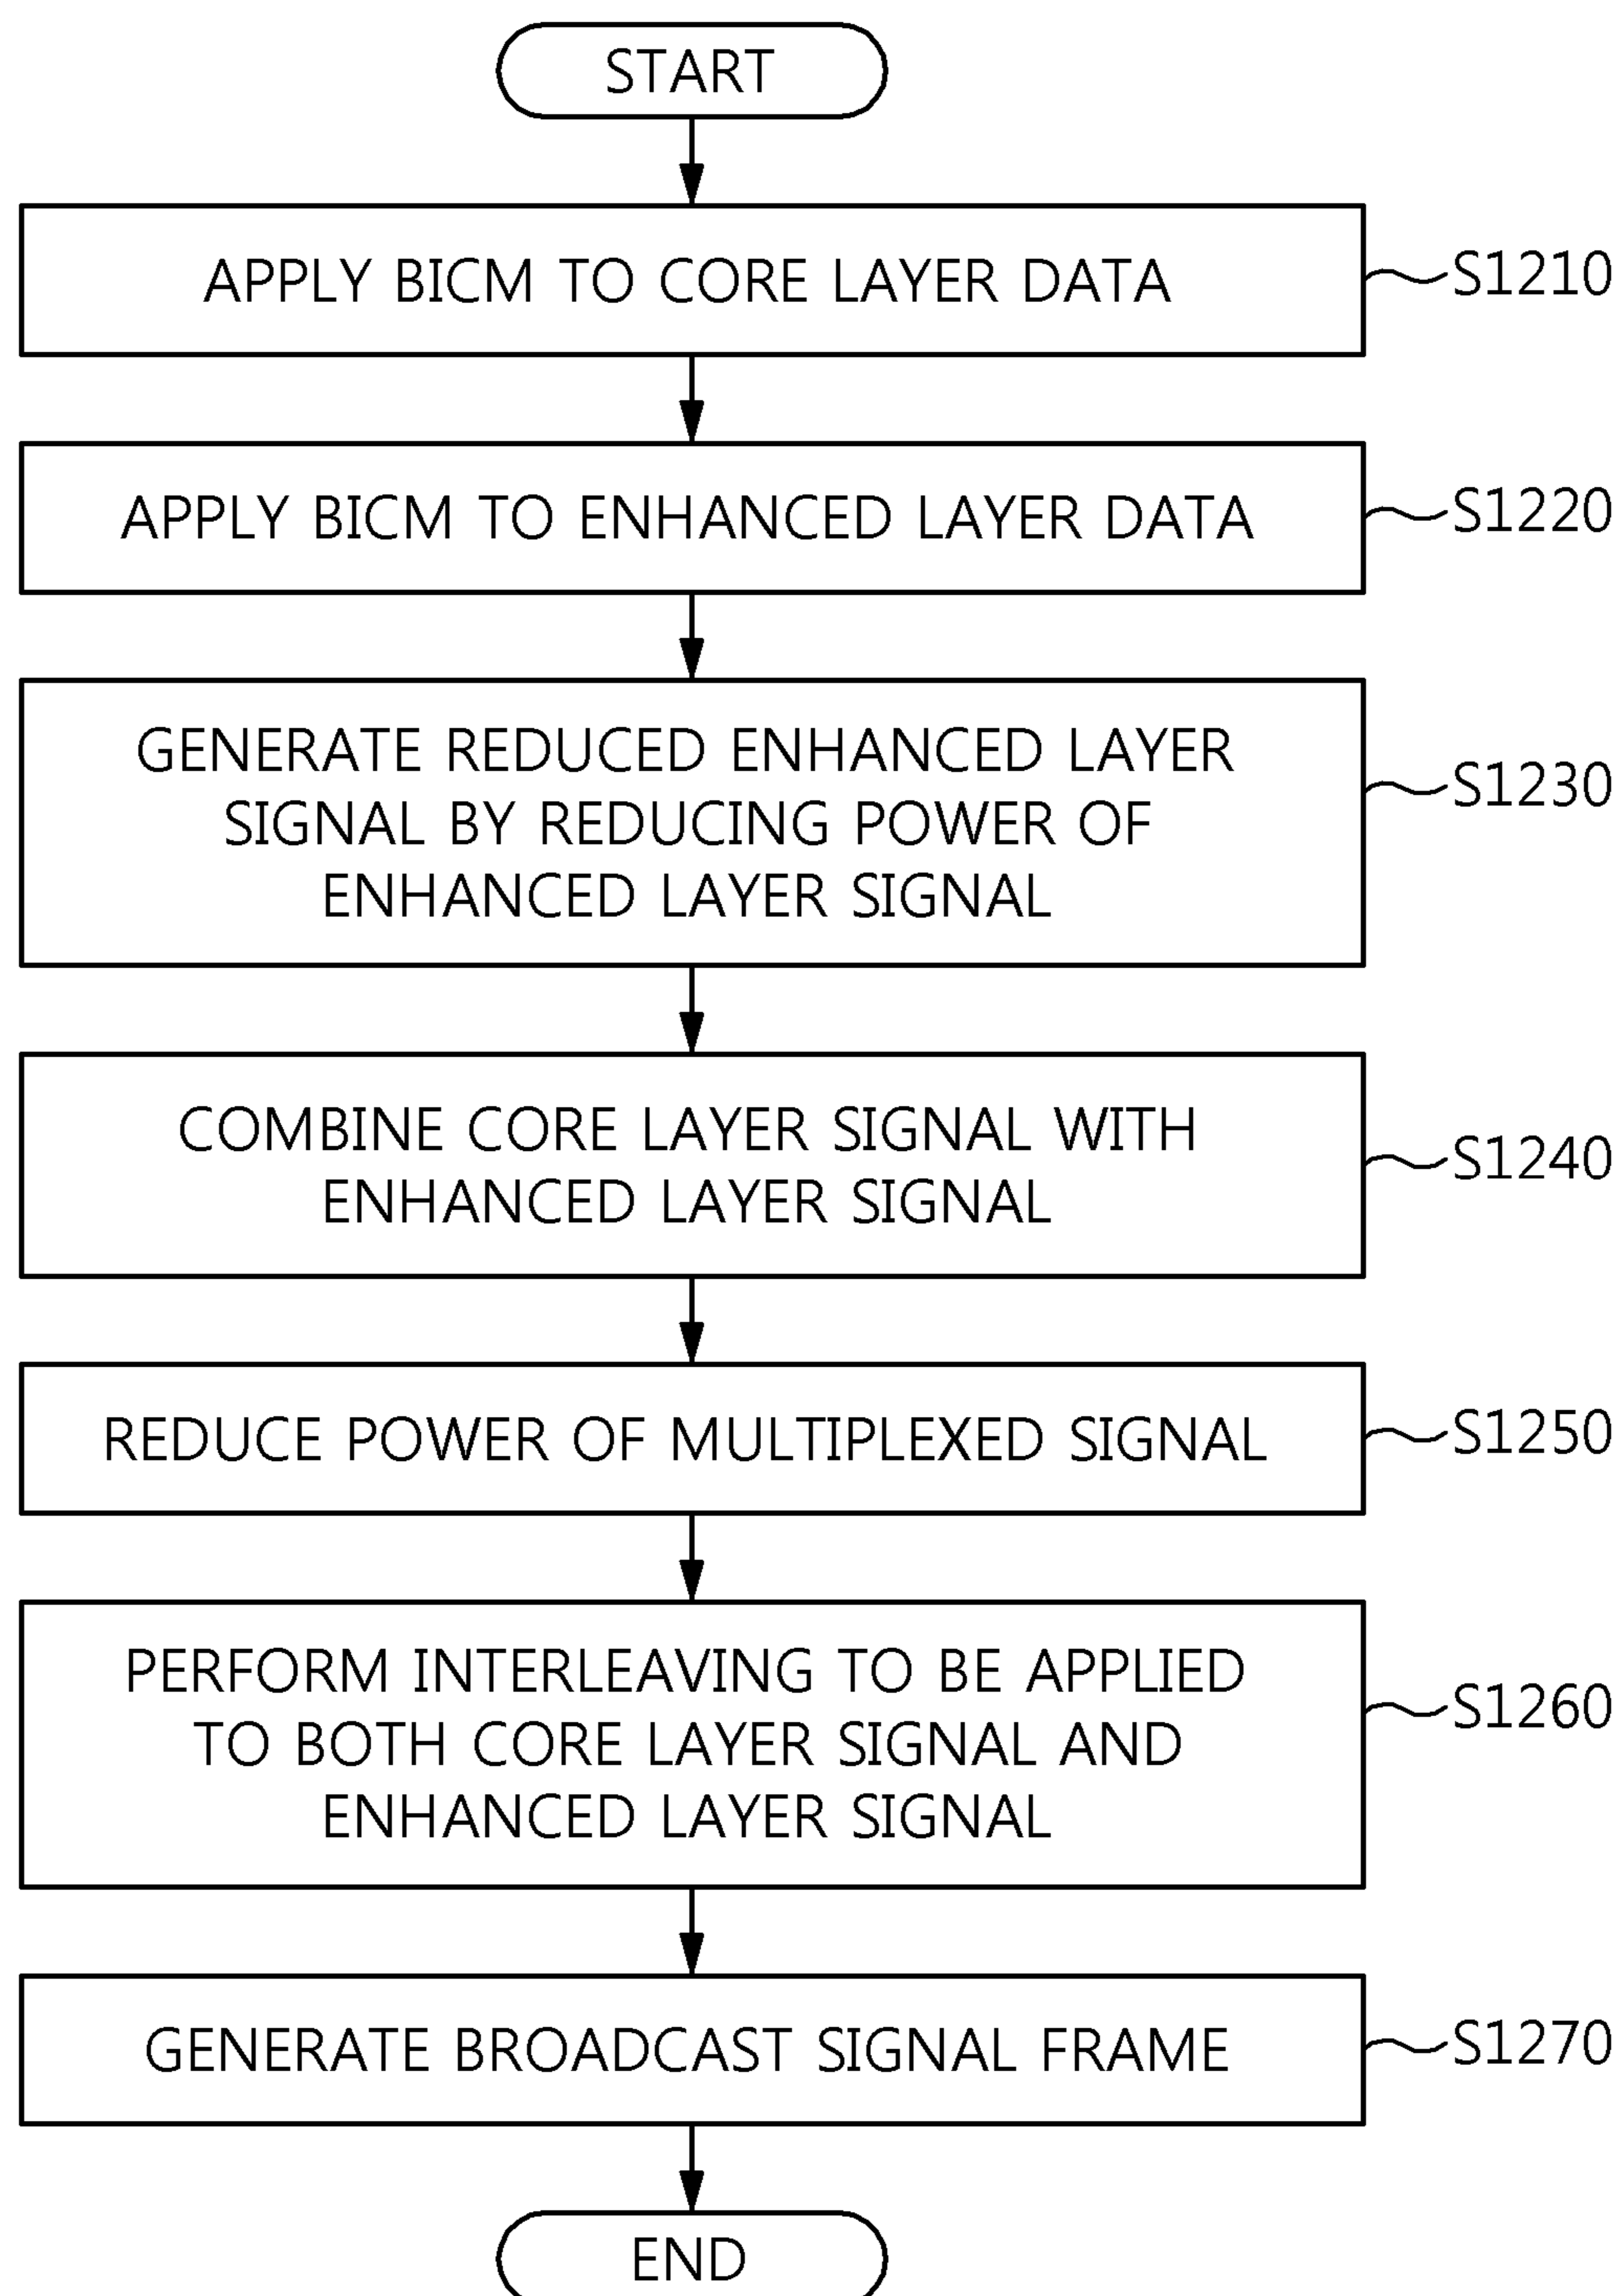 START
APPLY BICM TO CORE LAYER DATA
S1210
APPLY BICM TO ENHANCED LAYER DATA
S1220
GENERATE REDUCED ENHANCED LAYER
SIGNAL BY REDUCING POWER OF
ENHANCED LAYER SIGNAL
S1230
COMBINE CORE LAYER SIGNAL WITH
ENHANCED LAYER SIGNAL
S1240
REDUCE POWER OF MULTIPLEXED SIGNAL
S1250
PERFORM INTERLEAVING TO BE APPLIED
TO BOTH CORE LAYER SIGNAL AND
ENHANCED LAYER SIGNAL
S1260
GENERATE BROADCAST SIGNAL FRAME
S1270
END